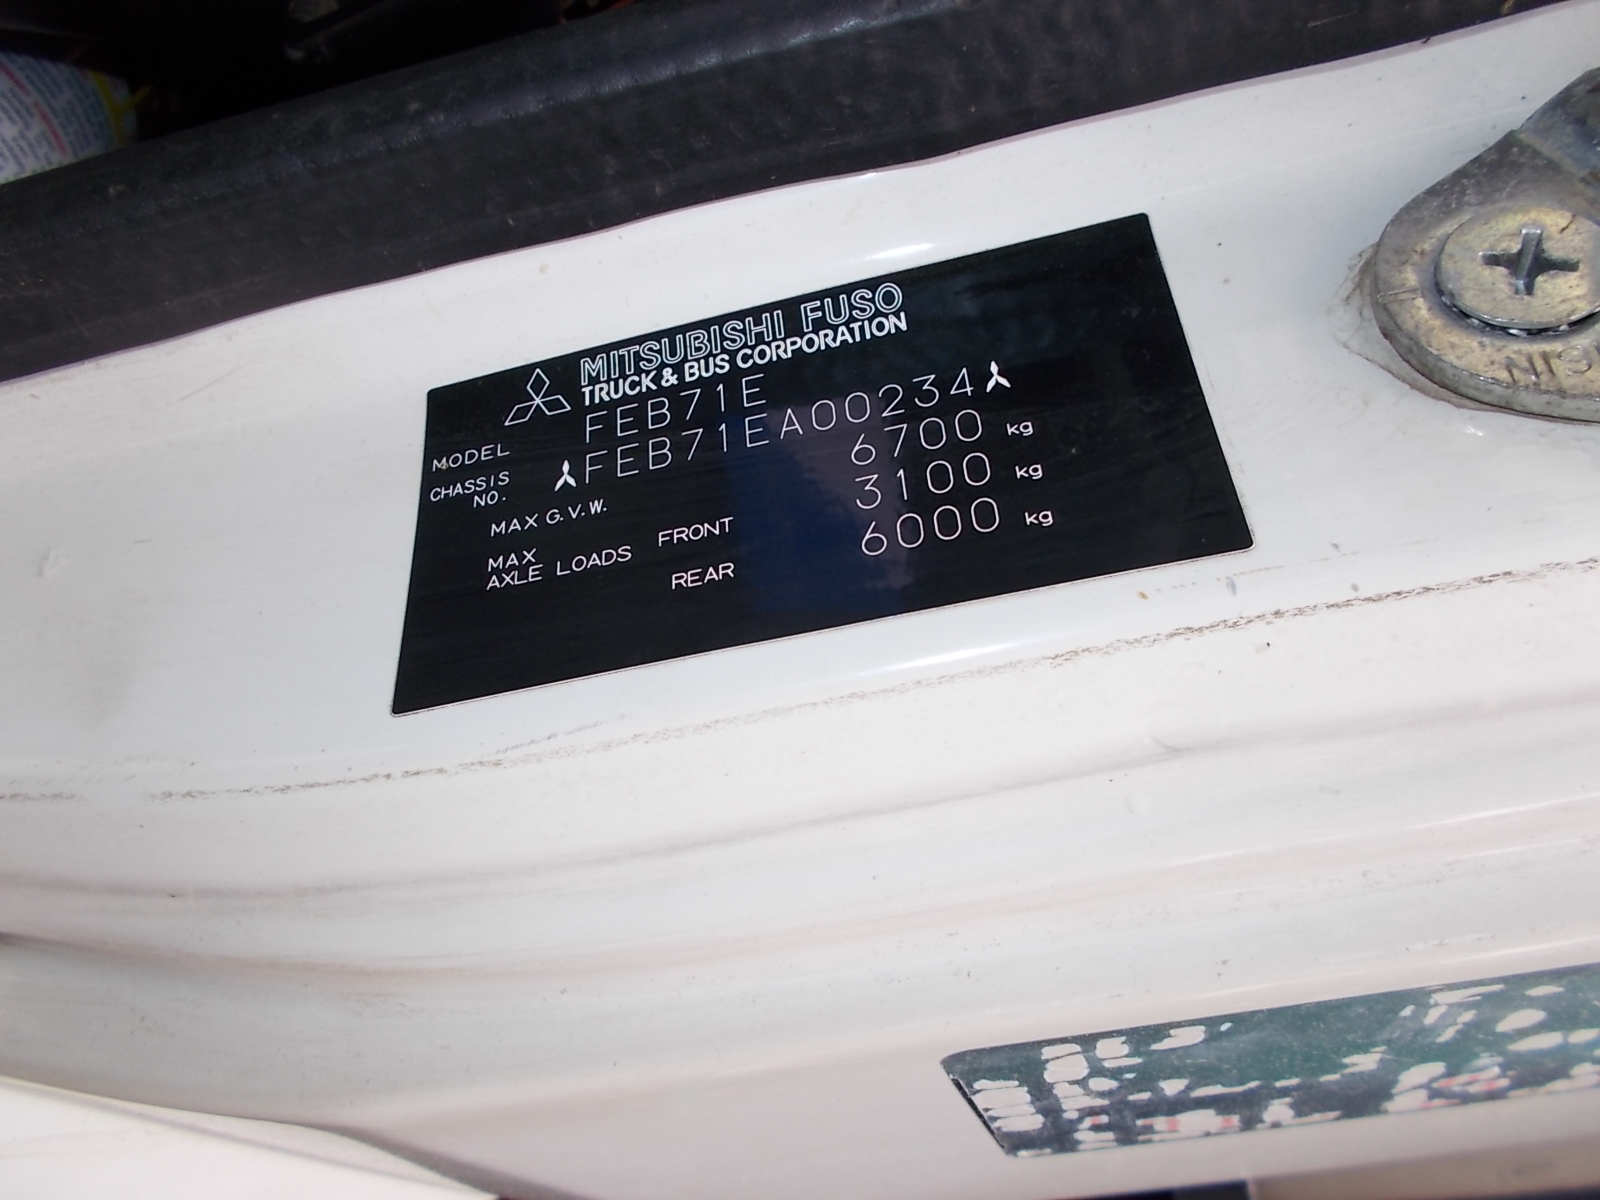 MITSUBISHI FUSO
TRUCK & BUS CORPORATION
MODEL FEB71E
CHASSIS NO. FEB71EA00234
MAX G.V.W. 6700 kg
MAX AXLE LOADS FRONT 3100 kg
REAR 6000 kg